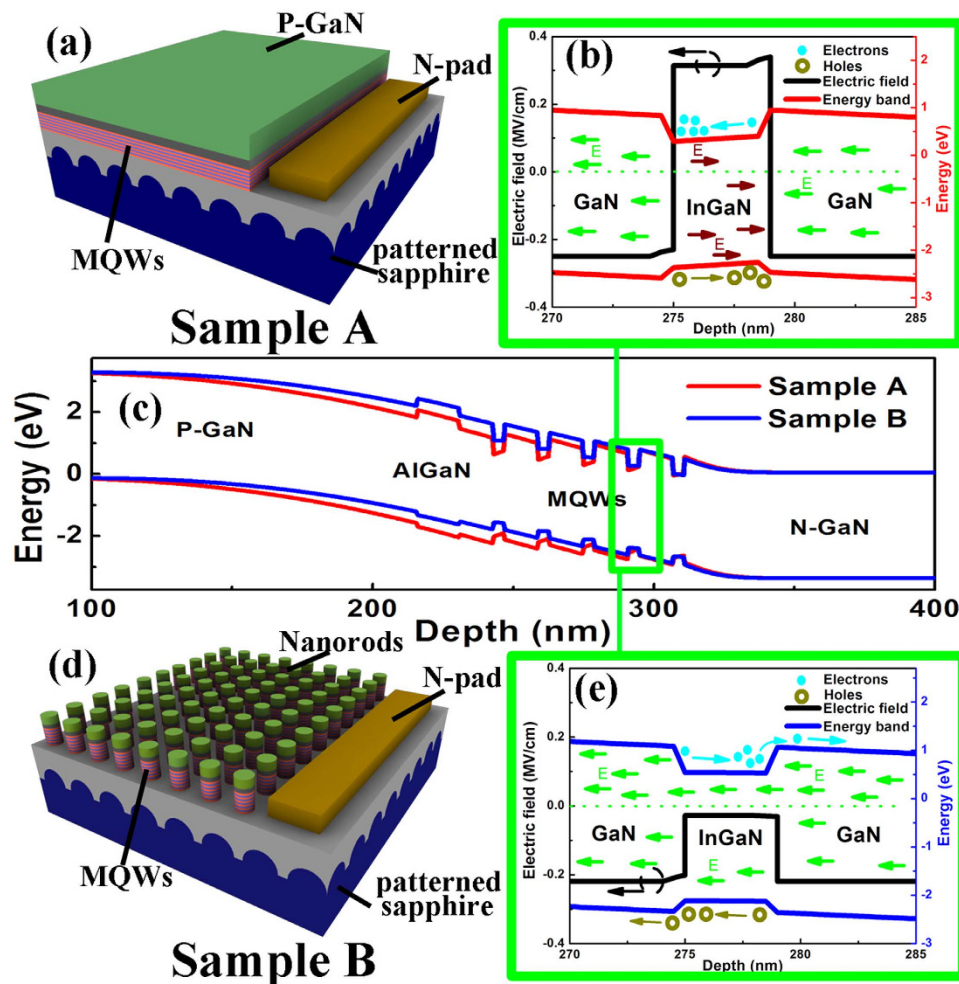 (a)
P-GaN
N-pad
MQWs
patterned
sapphire
Sample A
(b)
Electrons
Holes
Electric field
Energy band
Electric field (MV/cm)
0.4
0.2
0.0
-0.2
-0.4
E
E
E
E
GaN
InGaN
GaN
2
1
0
-1
-2
-3
Energy (eV)
270
275
280
285
Depth (nm)
(c)
Sample A
Sample B
Energy (eV)
2
0
-2
P-GaN
AlGaN
MQWs
N-GaN
100
200
300
400
Depth (nm)
(d)
Nanorods
N-pad
MQWs
patterned
sapphire
Sample B
(e)
Electrons
Holes
Electric field
Energy band
Electric field (MV/cm)
0.4
0.2
0.0
-0.2
-0.4
E
E
E
GaN
InGaN
GaN
2
1
0
-1
-2
-3
Energy (eV)
270
275
280
285
Depth (nm)